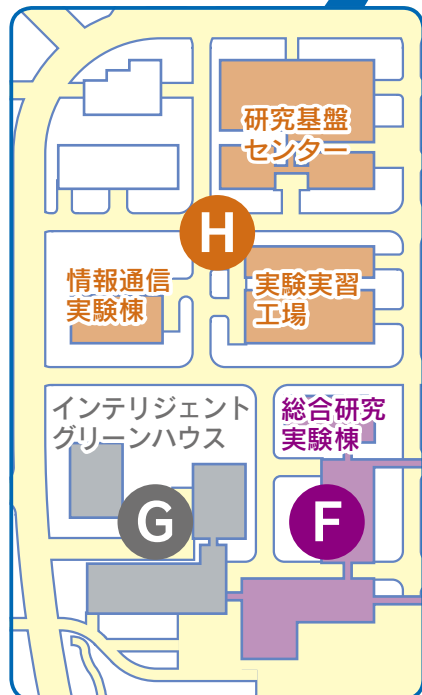 研究基盤
センター
H
情報通信
実験棟
実験実習
工場
インテリジェント
グリーンハウス
総合研究
実験棟
G
F